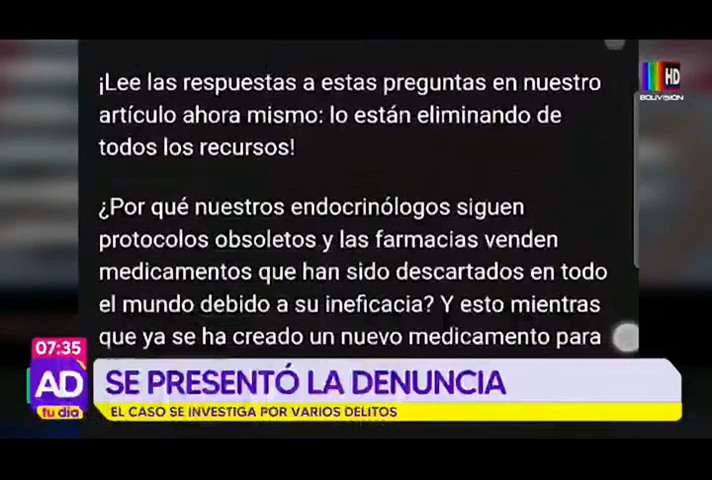 ¡Lee las respuestas a estas preguntas en nuestro
artículo ahora mismo: lo están eliminando de
todos los recursos!
HD
BOLIVISIÓN
¿Por qué nuestros endocrinólogos siguen
protocolos obsoletos y las farmacias venden
medicamentos que han sido descartados en todo
el mundo debido a su ineficacia? Y esto mientras
que ya se ha creado un nuevo medicamento para
07:35
AD
tu día
SE PRESENTÓ LA DENUNCIA
EL CASO SE INVESTIGA POR VARIOS DELITOS